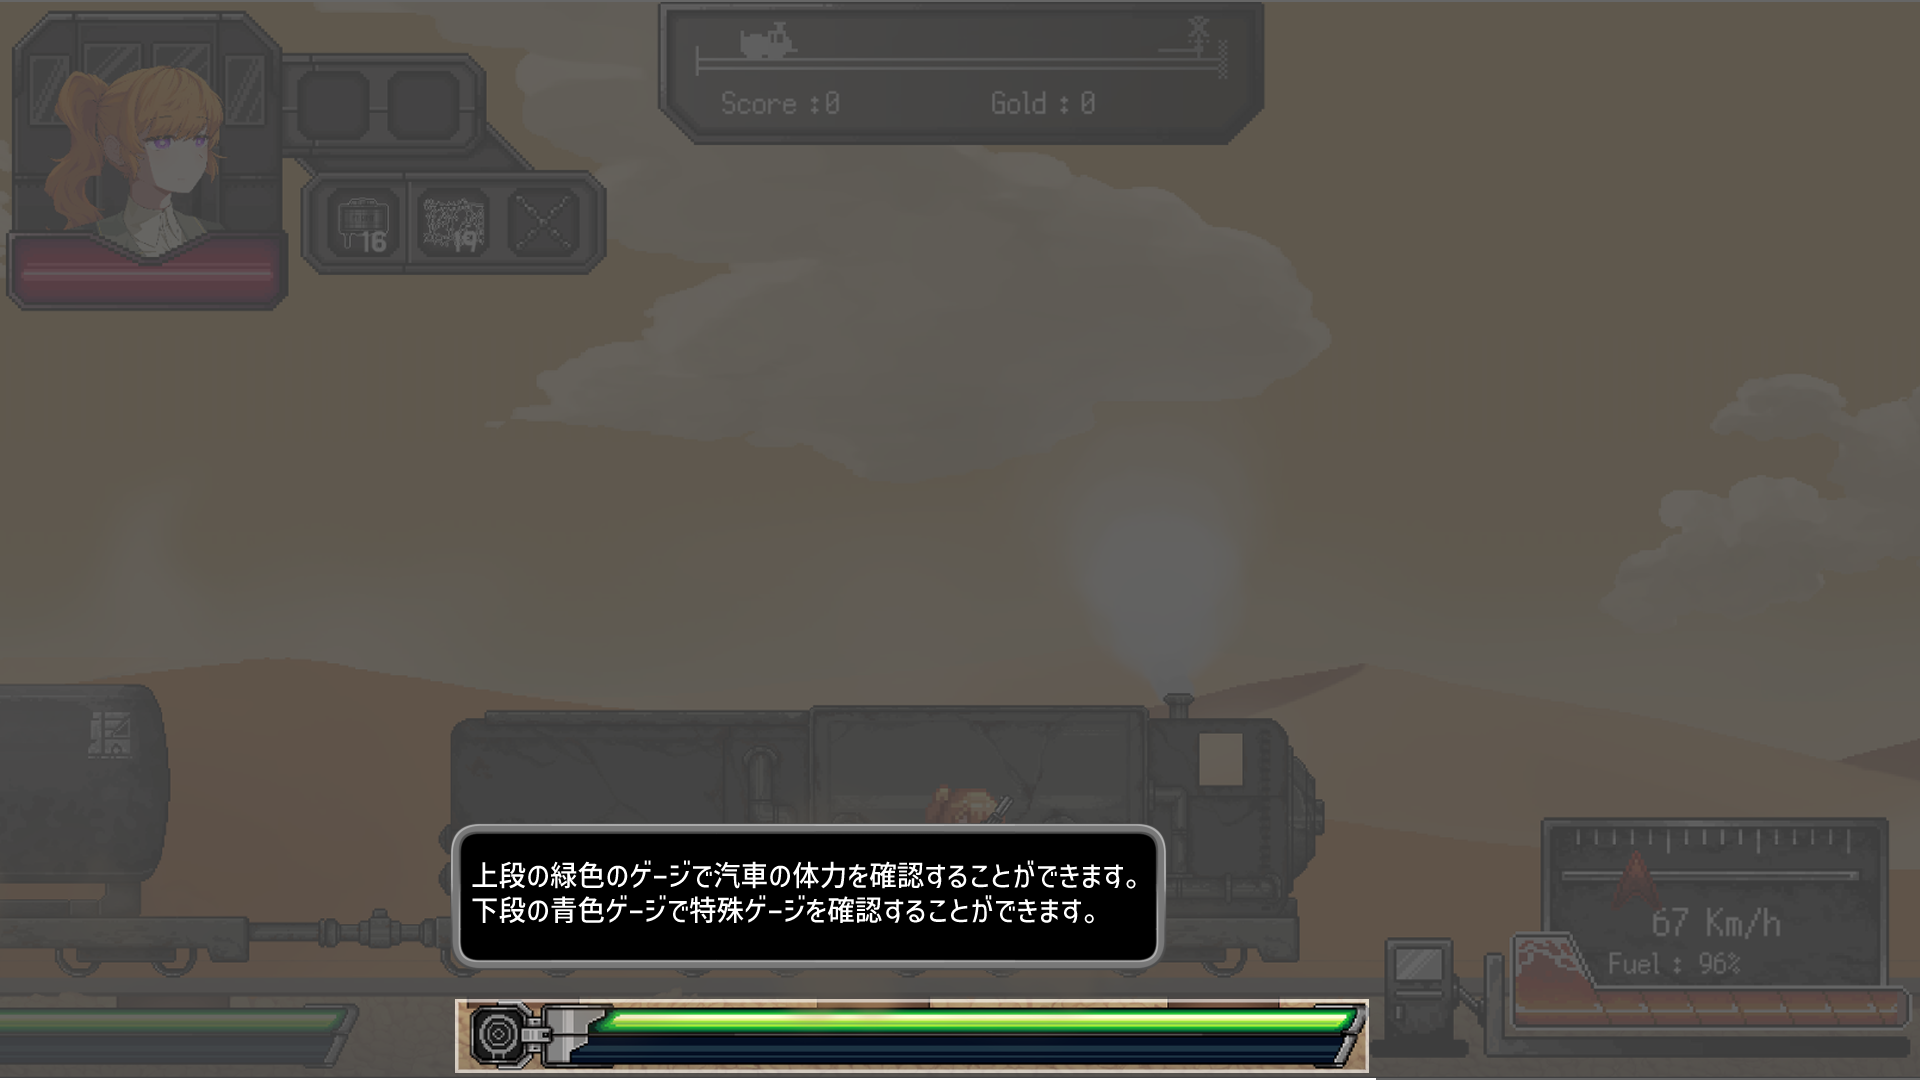 Score :0
Gold : 0
16
19
上段の緑色のゲージで汽車の体力を確認することができます。
下段の青色ゲージで特殊ゲージを確認することができます。
67 Km/h
Fuel : 96%